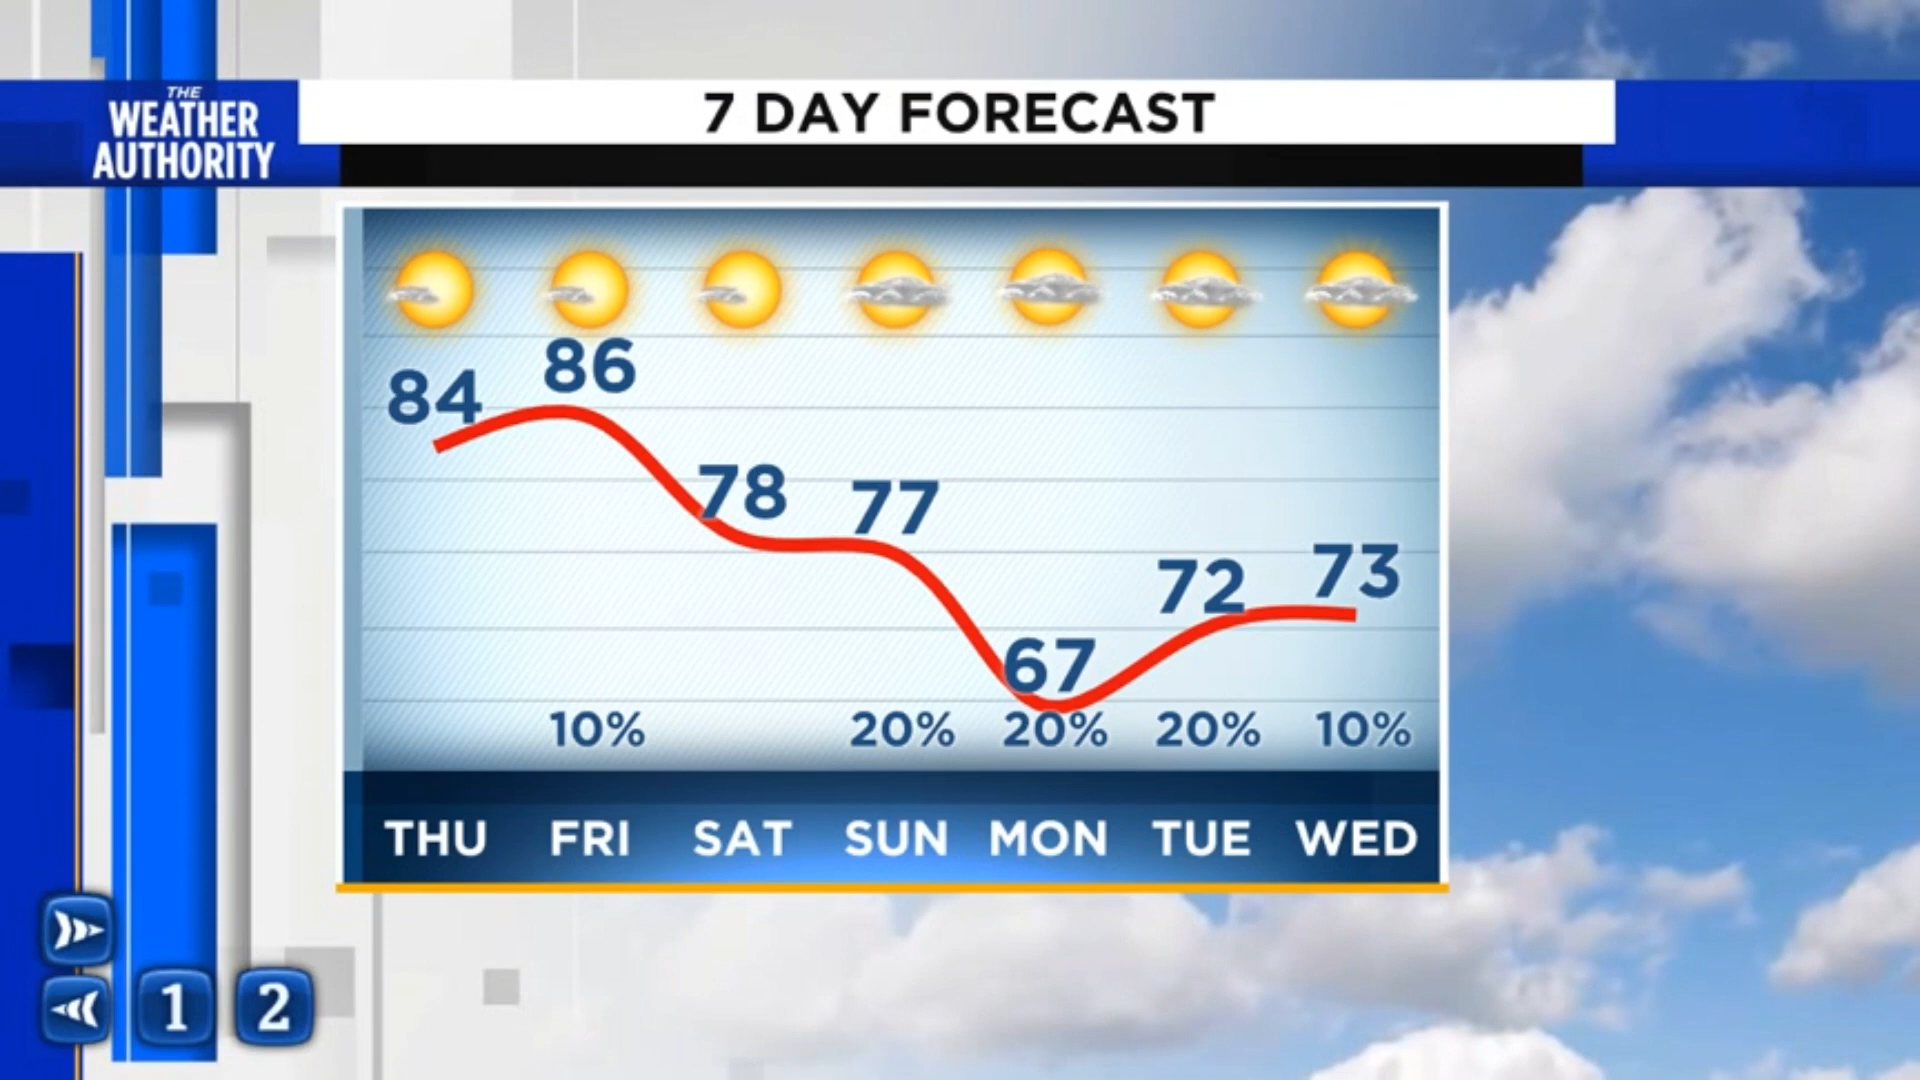 THE
WEATHER
AUTHORITY
7 DAY FORECAST
84 86 78 77 67 72 73
10% 20% 20% 20% 10%
THU FRI SAT SUN MON TUE WED
1 2